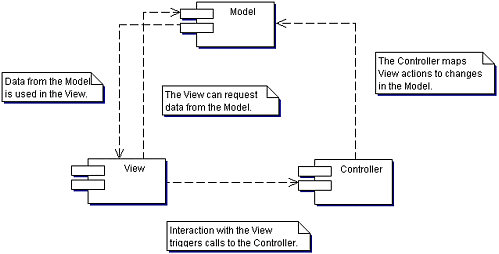 Model
Data from the Model
is used in the View.
The View can request
data from the Model.
The Controller maps
View actions to changes
in the Model.
View
Controller
Interaction with the View
triggers calls to the Controller.